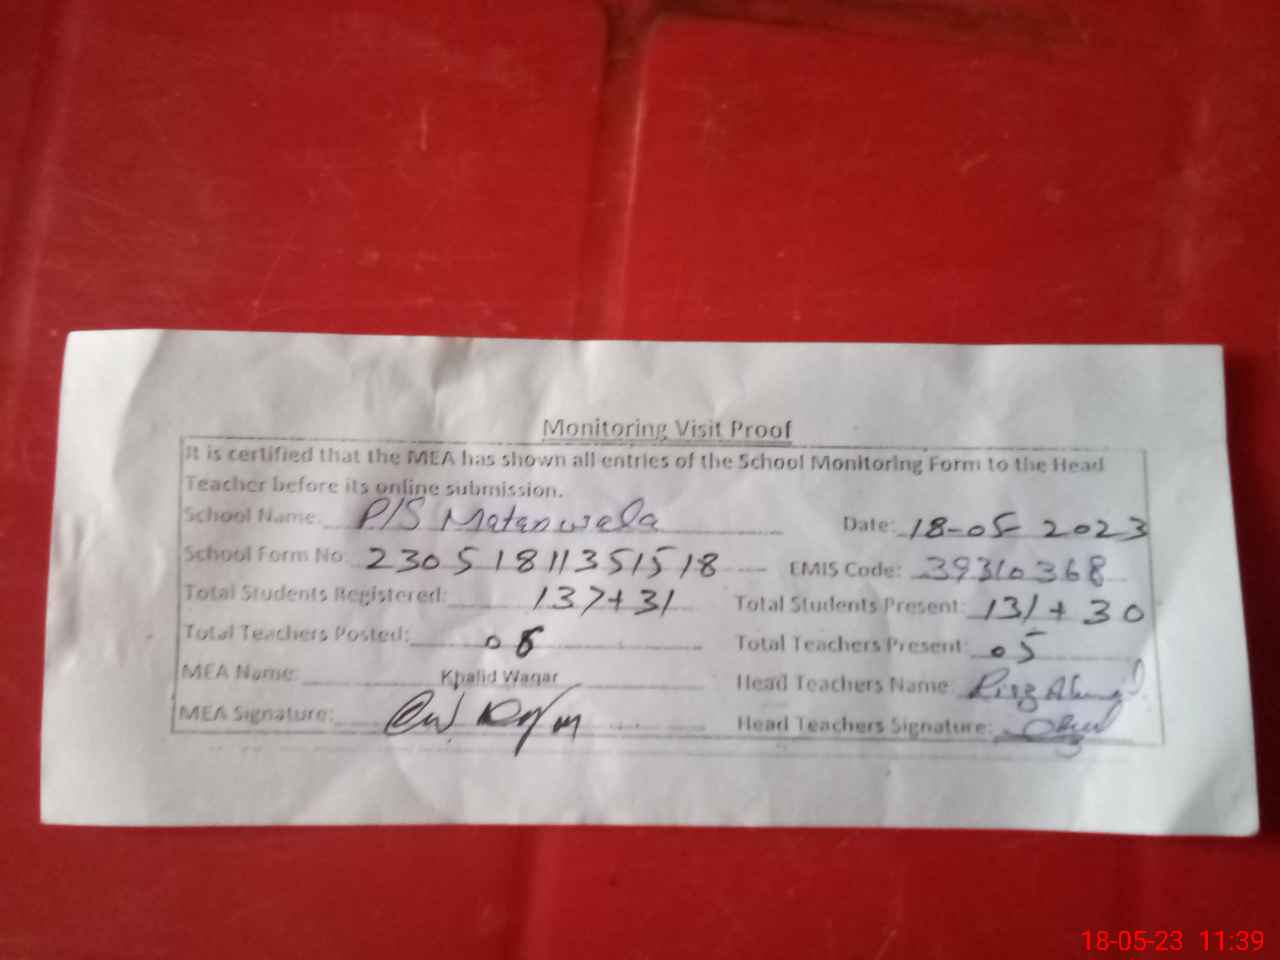 Monitoring Visit Proof
It is certified that the MEA has shown all entries of the School Monitoring Form to the Head
Teacher before its online submission.
School Name: P/S Matanwala Date: 18-05-2023
School Form No: 23051811351518 EMIS Code: 39310368
Total Students Registered: 137+31 Total Students Present: 131+30
Total Teachers Posted: Total Teachers Present: 05
MEA Name: Khalid Waqar Head Teachers Name:
MEA Signature: Head Teachers Signature:
18-05-23 11:39